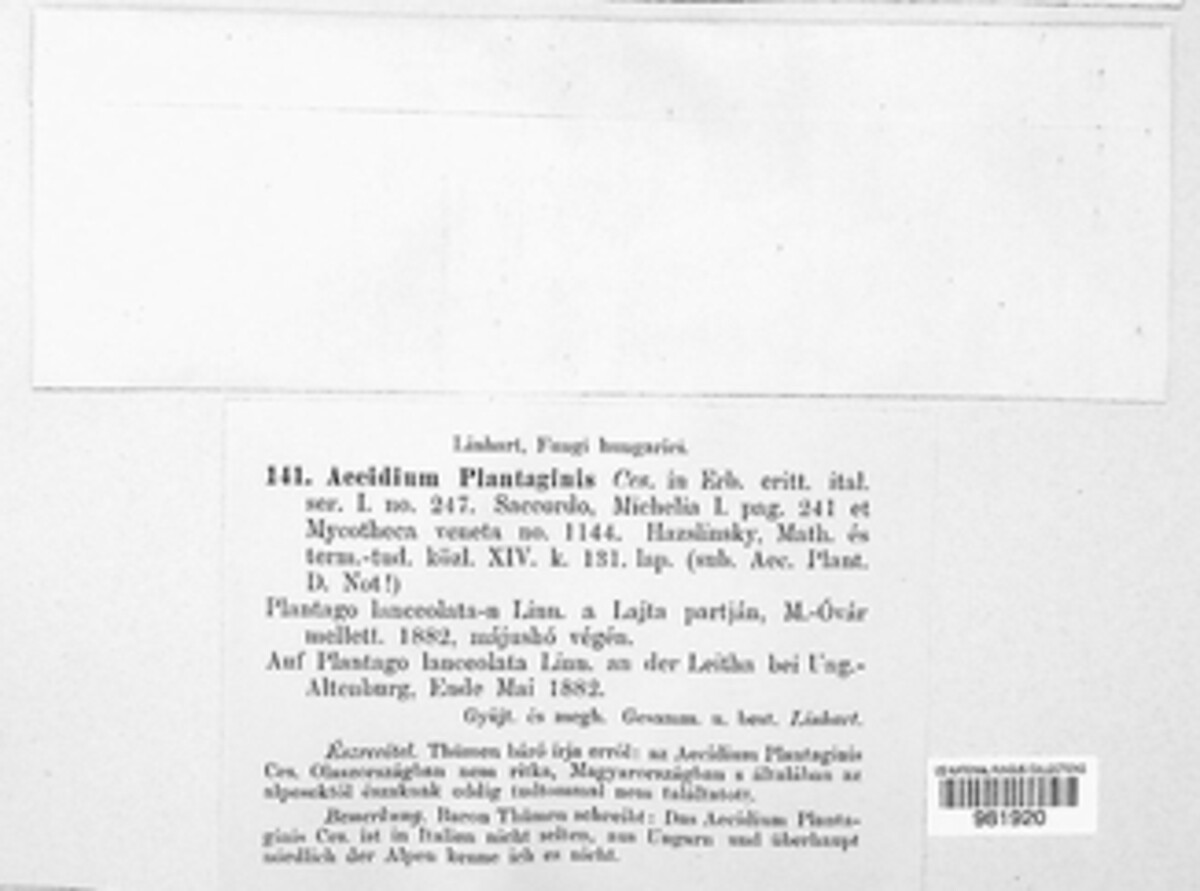 Linhart, Fungi hungarici.
141. Aecidium Plantaginis Ces. in Erb. critt. ital.
ser. I. no. 247. Saccardo, Michelia I. pag. 241 et
Mycotheca veneta no. 1144. Hazslinsky, Math. és
term.-tud. közl. XIV. k. 131. lap. (sub. Aec. Plant.
D. Not!)
Plantago lanceolata-n Linn. a Lajta partján, M.-Óvár
mellett. 1882, májushó végén.
Auf Plantago lanceolata Linn. an der Leitha bei Ung.-
Altenburg, Ende Mai 1882.
Gyűjt. és megh. Gesamm. u. best. Linhart.
Észrevétel. Thümen báró írja erről: az Aecidium Plantaginis
Ces. Olaszországban nem ritka, Magyarországban s általában az
alpesektől északnak eddig tudtommal nem találtatott.
Bemerkung. Baron Thümen schreibt: Das Aecidium Planta-
ginis Ces. ist in Italien nicht selten, aus Ungarn und überhaupt
nördlich der Alpen kenne ich es nicht.
US NATIONAL FUNGUS COLLECTIONS
981920